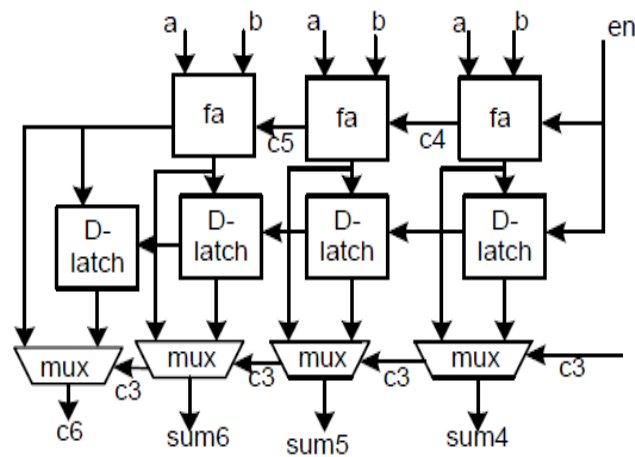 a b a b a b en
fa fa fa
c5 c4
D-latch D-latch D-latch D-latch
mux mux mux mux
c3 c3 c3 c3
c6 sum6 sum5 sum4